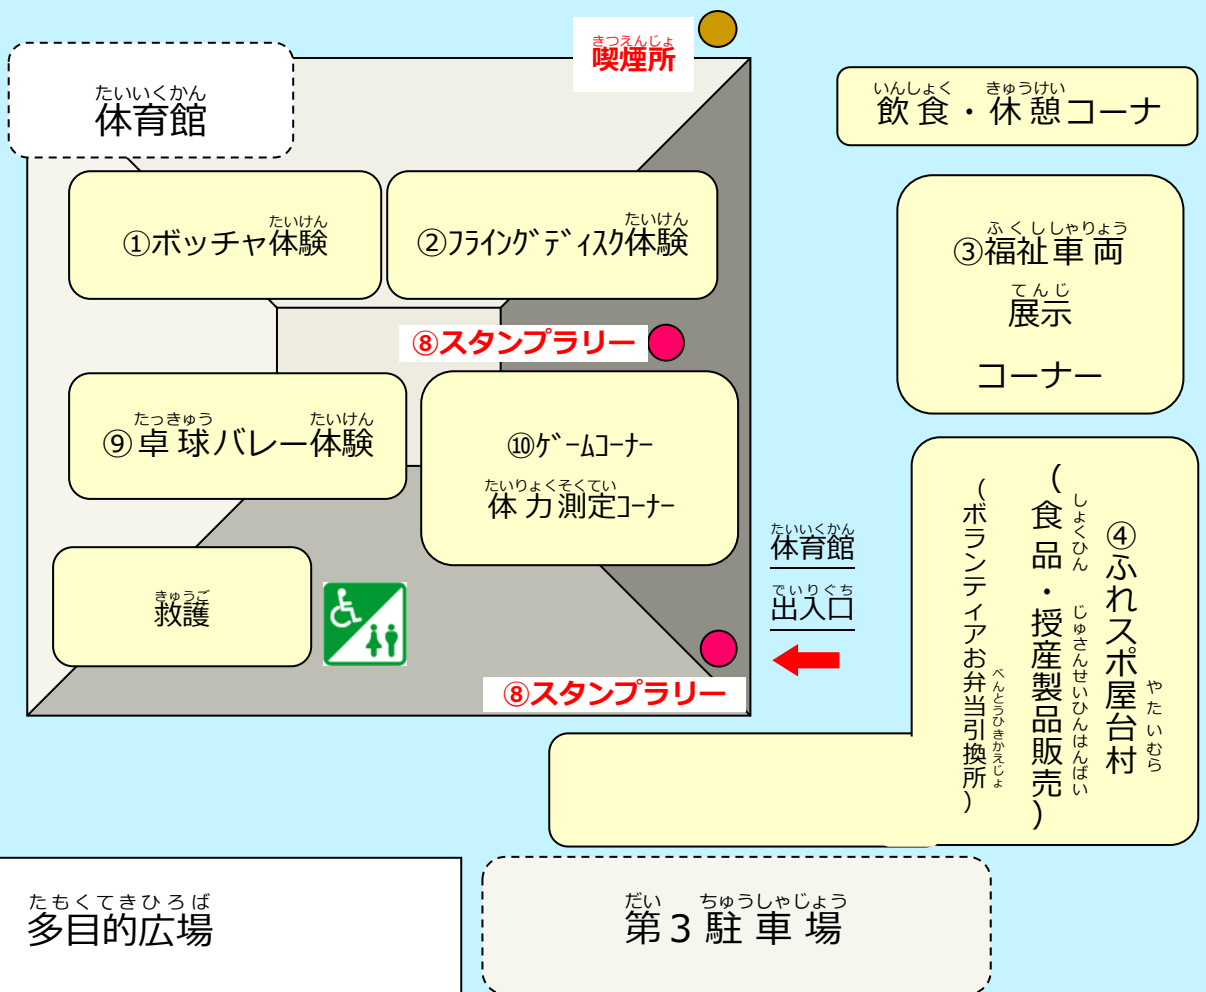 きつえんじょ
喫煙所
たいいくかん
体育館
いんしょく きゅうけい
飲食・休憩コーナ
たいけん
①ボッチャ体験
たいけん
②ﾌﾗｲﾝｸﾞﾃﾞｨｽｸ体験
ふくししゃりょう
③福祉車両
てんじ
展示
コーナー
⑧スタンプラリー
たっきゅう たいけん
⑨卓球バレー体験
⑩ｹﾞｰﾑｺｰﾅｰ
たいりょくそくてい
体力測定ｺｰﾅｰ
たいいくかん
体育館
でいりぐち
出入口
きゅうご
救護
⑧スタンプラリー
やたいむら
④ふれスポ屋台村
しょくひん じゅさんせいひんはんばい
(食品・授産製品販売)
べんとうひきかえじょ
(ボランティアお弁当引換所)
たもくてきひろば
多目的広場
だい ちゅうしゃじょう
第3駐車場